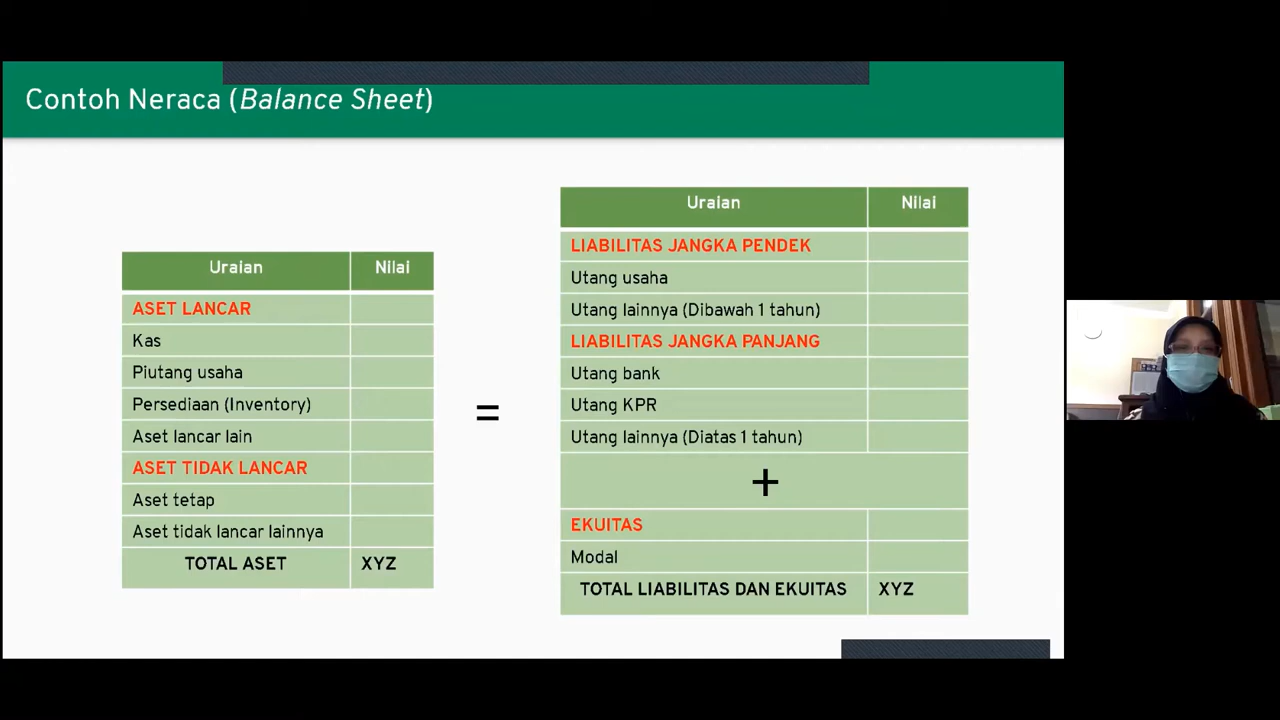 Contoh Neraca (Balance Sheet)
Uraian Nilai
ASET LANCAR
Kas
Piutang usaha
Persediaan (Inventory)
Aset lancar lain
ASET TIDAK LANCAR
Aset tetap
Aset tidak lancar lainnya
TOTAL ASET XYZ
=
Uraian Nilai
LIABILITAS JANGKA PENDEK
Utang usaha
Utang lainnya (Dibawah 1 tahun)
LIABILITAS JANGKA PANJANG
Utang bank
Utang KPR
Utang lainnya (Diatas 1 tahun)
+
EKUITAS
Modal
TOTAL LIABILITAS DAN EKUITAS XYZ